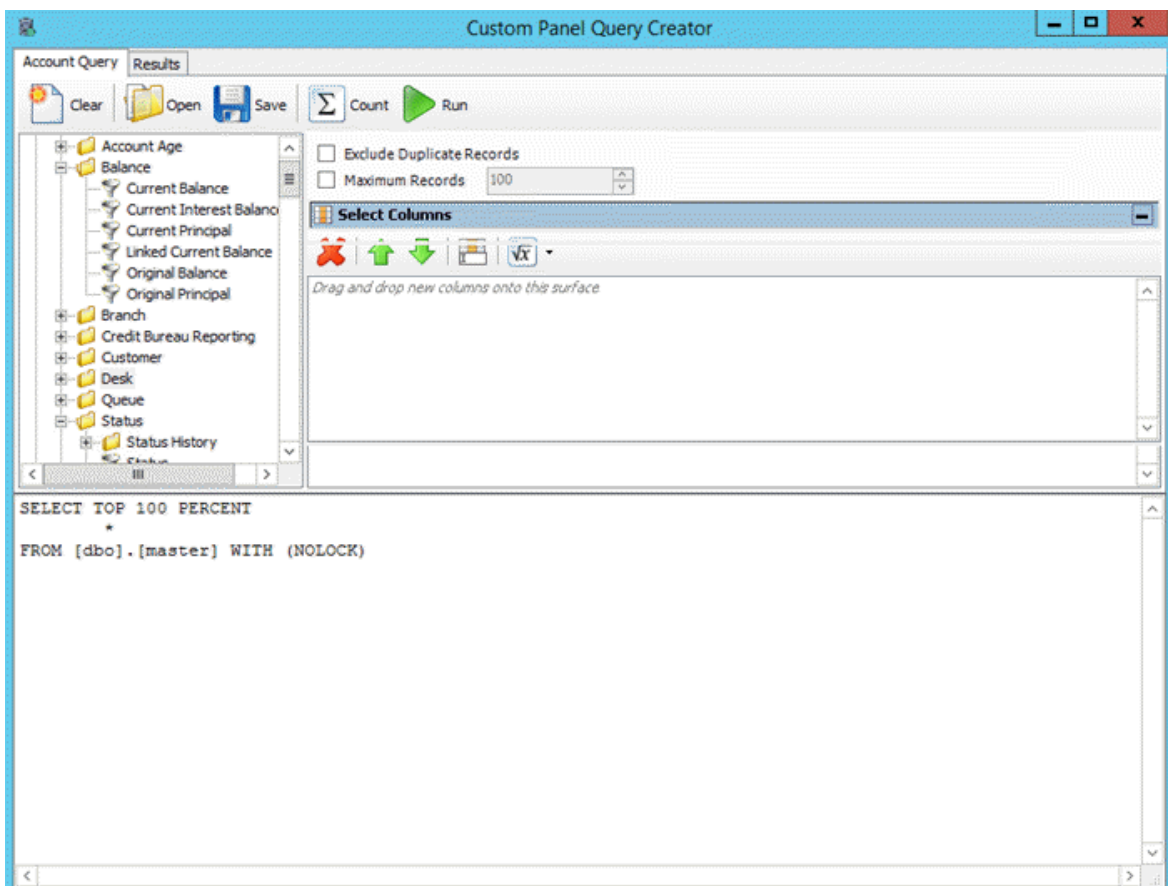 Custom Panel Query Creator
Account Query Results
Clear Open Save Σ Count Run
Account Age
Balance
Current Balance
Current Interest Balanc
Current Principal
Linked Current Balance
Original Balance
Original Principal
Branch
Credit Bureau Reporting
Customer
Desk
Queue
Status
Status History
Status
Exclude Duplicate Records
Maximum Records 100
Select Columns
√x
Drag and drop new columns onto this surface
SELECT TOP 100 PERCENT
*
FROM [dbo].[master] WITH (NOLOCK)